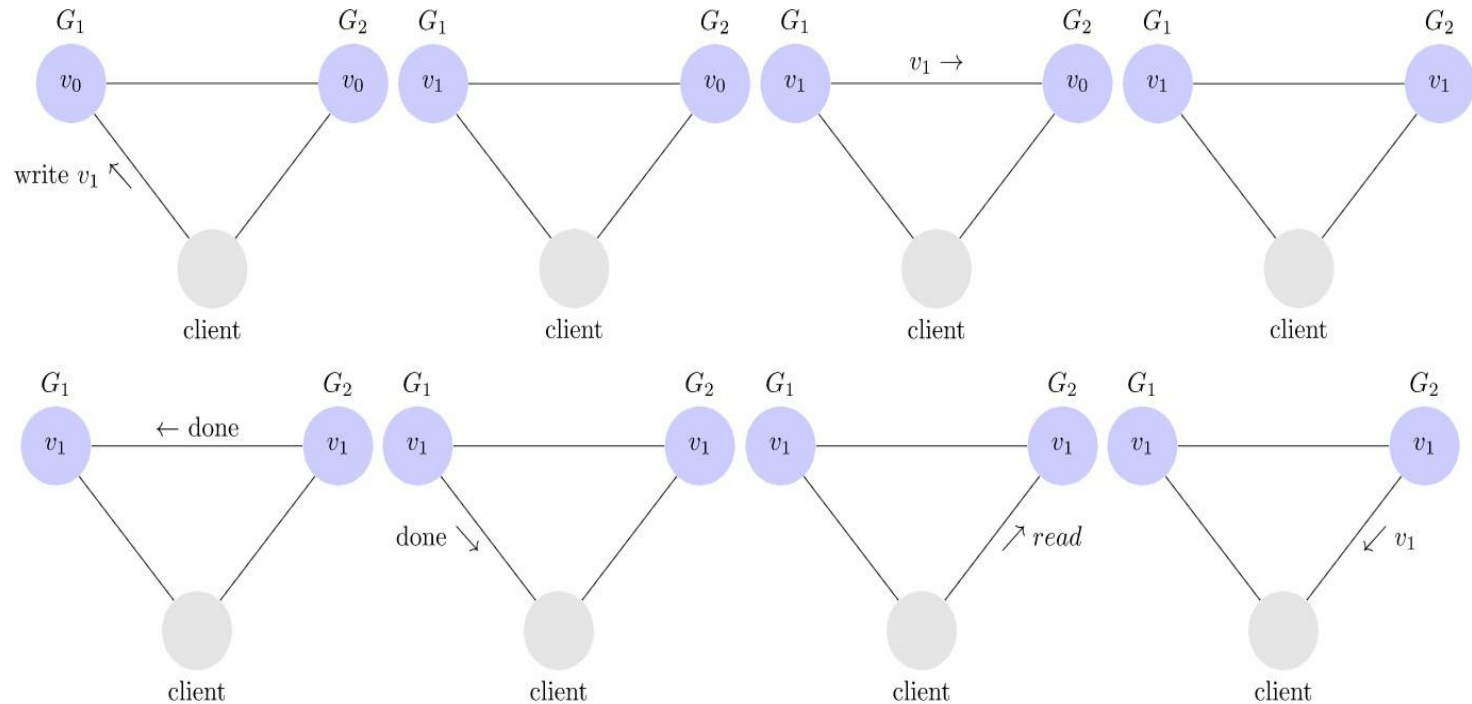 G₁ G₂ G₁ G₂ G₁ G₂ G₁ G₂
v₁ →
v₀ v₀ v₁ v₀ v₁ v₀ v₁ v₁
write v₁ ↖
client client client client
G₁ G₂ G₁ G₂ G₁ G₂ G₁ G₂
← done
v₁ v₁ v₁ v₁ v₁ v₁ v₁ v₁
done ↘ ↗ read ↙ v₁
client client client client